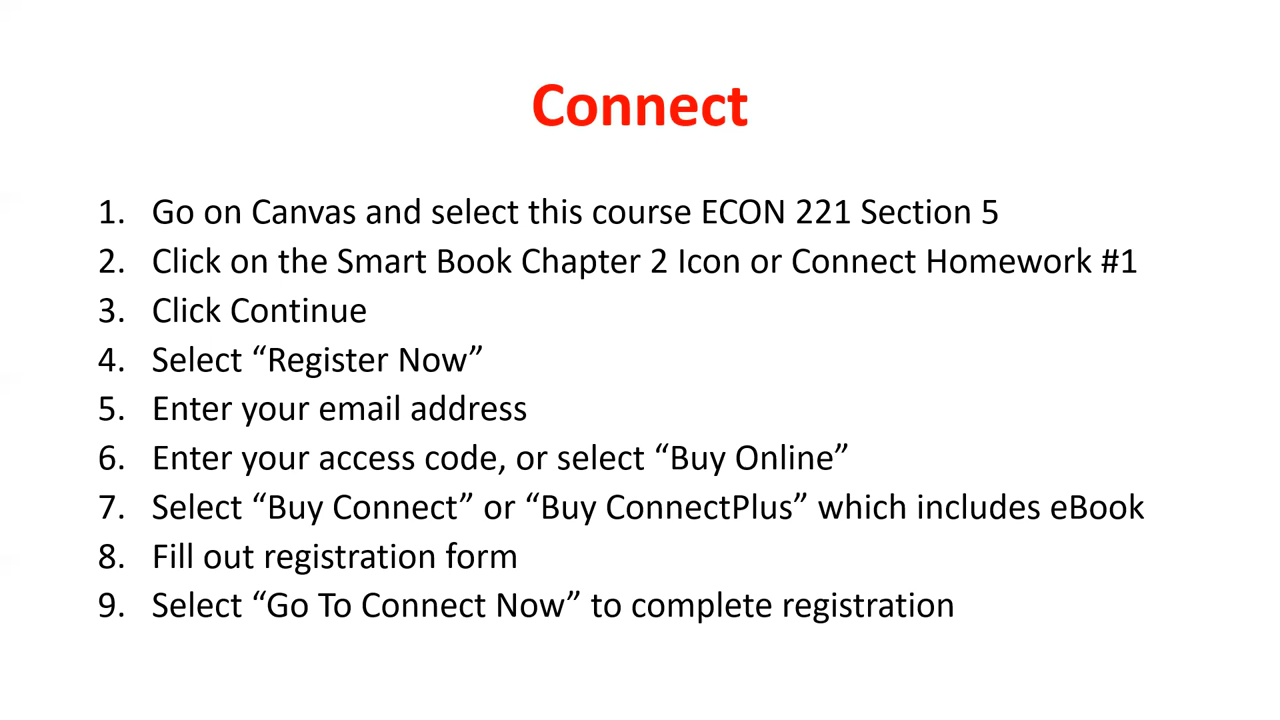 Connect
1. Go on Canvas and select this course ECON 221 Section 5
2. Click on the Smart Book Chapter 2 Icon or Connect Homework #1
3. Click Continue
4. Select “Register Now”
5. Enter your email address
6. Enter your access code, or select “Buy Online”
7. Select “Buy Connect” or “Buy ConnectPlus” which includes eBook
8. Fill out registration form
9. Select “Go To Connect Now” to complete registration